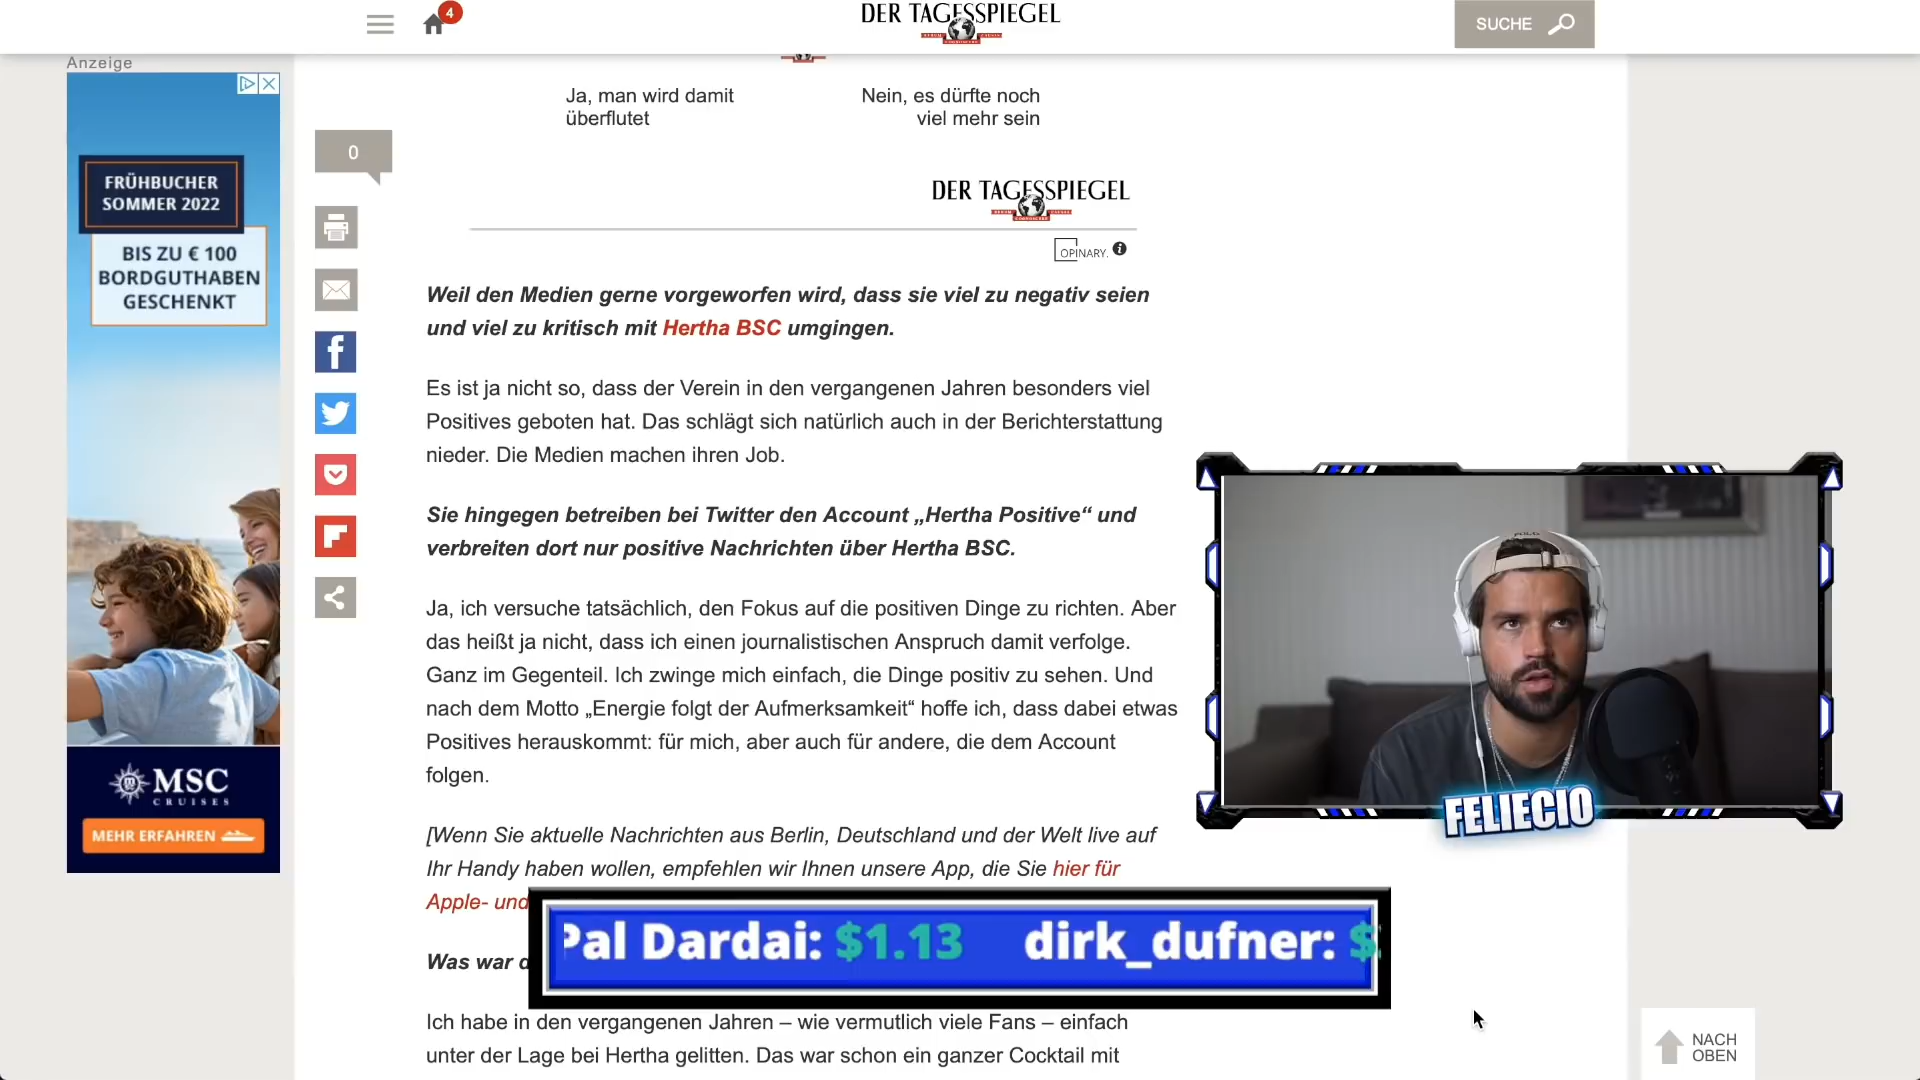 4
DER TAGESSPIEGEL
SUCHE
Anzeige
FRÜHBUCHER
SOMMER 2022
BIS ZU € 100
BORDGUTHABEN
GESCHENKT
MSC
CRUISES
MEHR ERFAHREN
0
Ja, man wird damit
überflutet
Nein, es dürfte noch
viel mehr sein
DER TAGESSPIEGEL
OPINARY.
Weil den Medien gerne vorgeworfen wird, dass sie viel zu negativ seien
und viel zu kritisch mit Hertha BSC umgingen.
Es ist ja nicht so, dass der Verein in den vergangenen Jahren besonders viel
Positives geboten hat. Das schlägt sich natürlich auch in der Berichterstattung
nieder. Die Medien machen ihren Job.
Sie hingegen betreiben bei Twitter den Account „Hertha Positive“ und
verbreiten dort nur positive Nachrichten über Hertha BSC.
Ja, ich versuche tatsächlich, den Fokus auf die positiven Dinge zu richten. Aber
das heißt ja nicht, dass ich einen journalistischen Anspruch damit verfolge.
Ganz im Gegenteil. Ich zwinge mich einfach, die Dinge positiv zu sehen. Und
nach dem Motto „Energie folgt der Aufmerksamkeit“ hoffe ich, dass dabei etwas
Positives herauskommt: für mich, aber auch für andere, die dem Account
folgen.
[Wenn Sie aktuelle Nachrichten aus Berlin, Deutschland und der Welt live auf
Ihr Handy haben wollen, empfehlen wir Ihnen unsere App, die Sie hier für
Apple- und
Was war d
Ich habe in den vergangenen Jahren – wie vermutlich viele Fans – einfach
unter der Lage bei Hertha gelitten. Das war schon ein ganzer Cocktail mit
FELIECIO
Pal Dardai: $1.13 dirk_dufner: $
NACH
OBEN